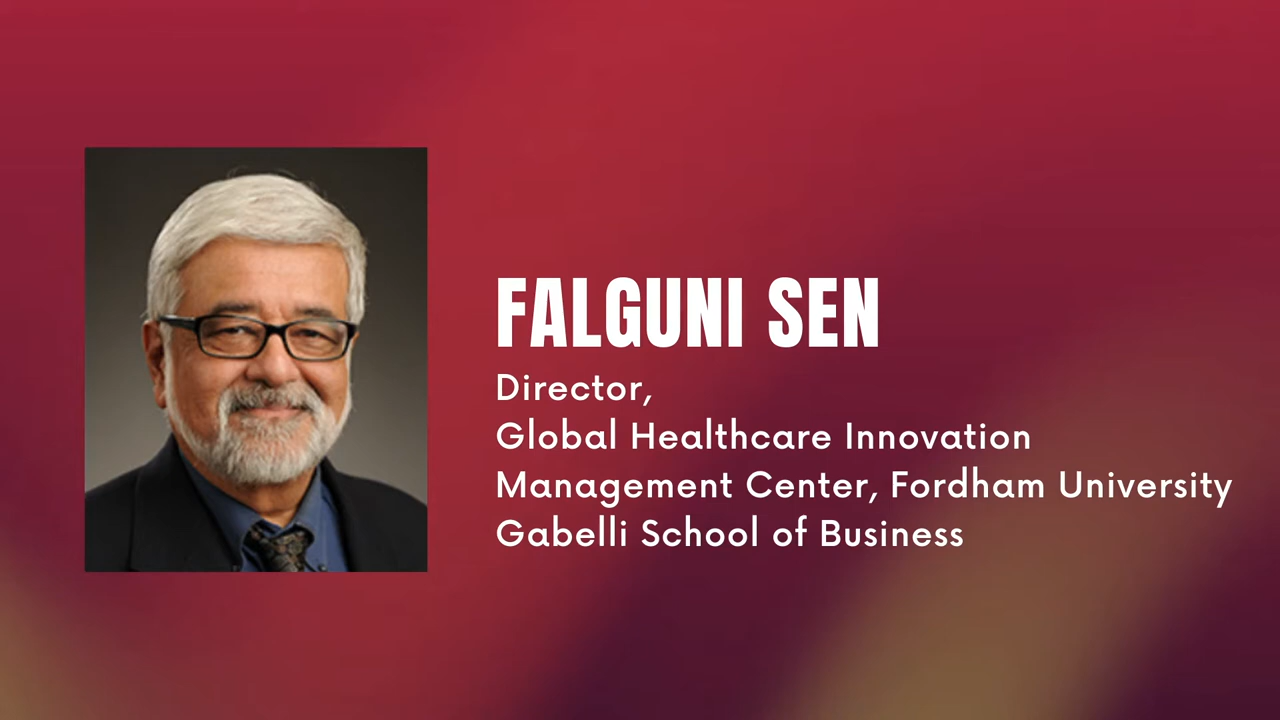 FALGUNI SEN
Director,
Global Healthcare Innovation
Management Center, Fordham University
Gabelli School of Business